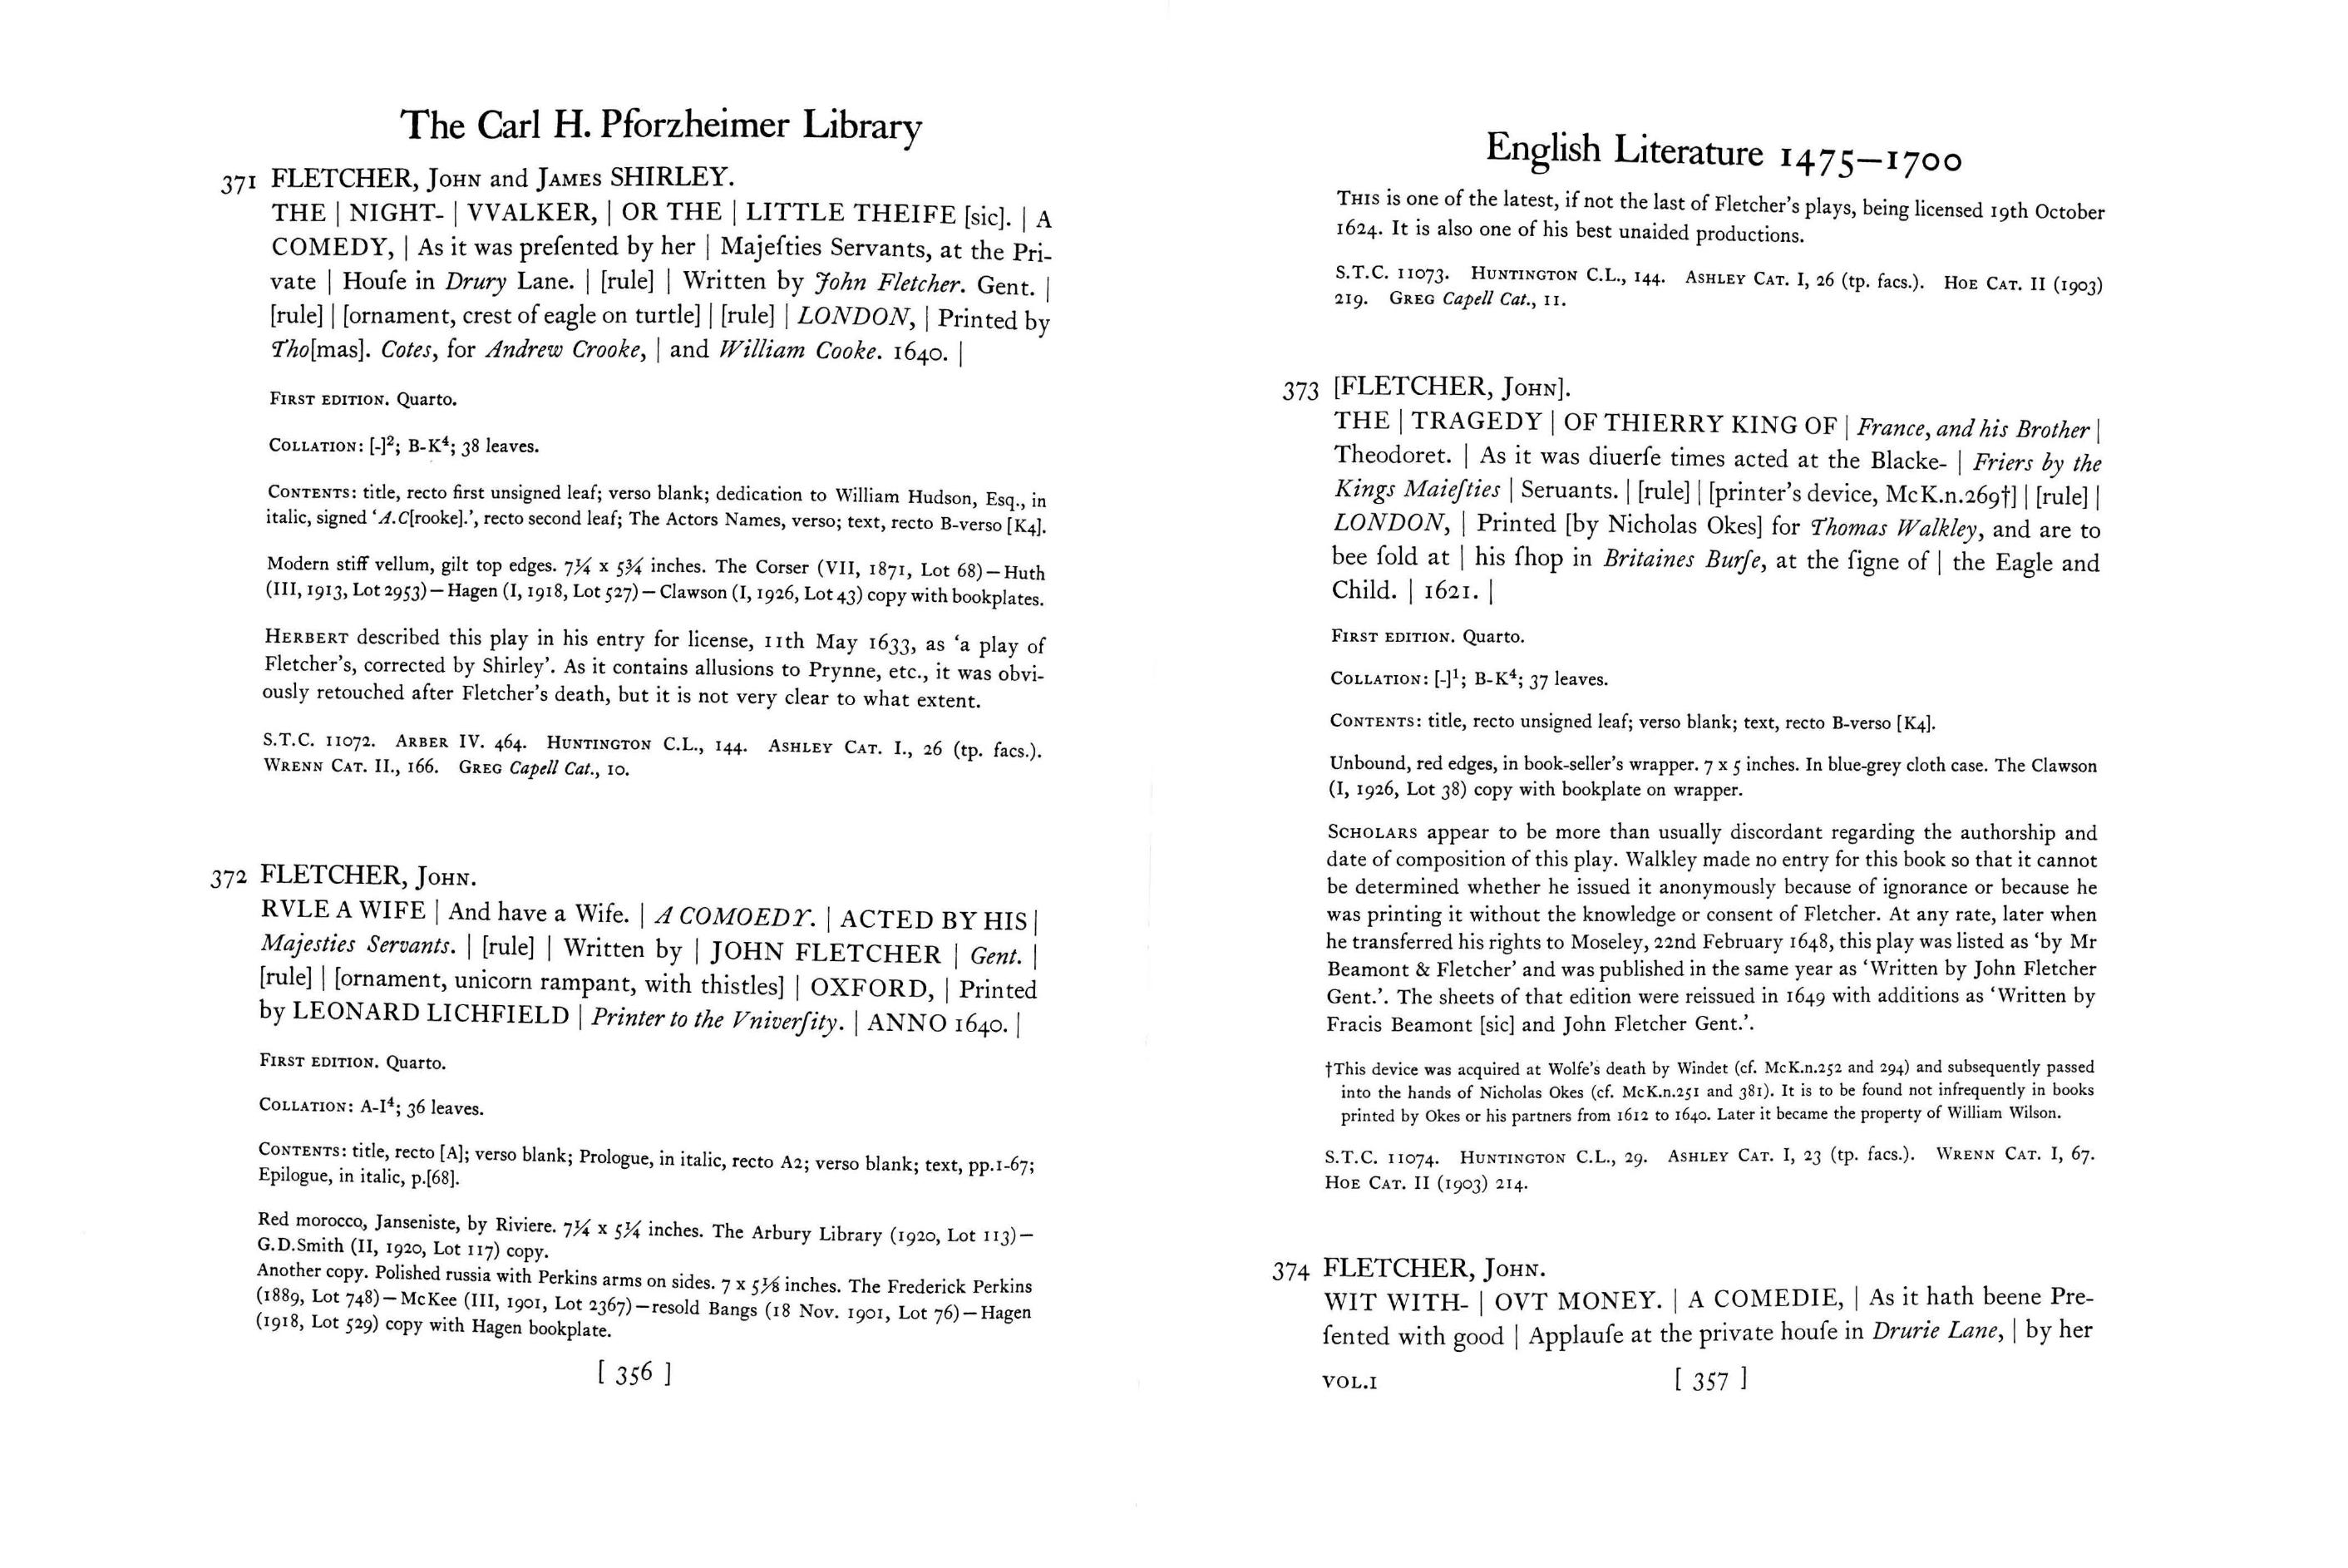 The Carl H. Pforzheimer Library
371 FLETCHER, John and James SHIRLEY.
THE | NIGHT- | VVALKER, | OR THE | LITTLE THEIFE [sic]. | A
COMEDY, | As it was preſented by her | Majeſties Servants, at the Pri-
vate | Houſe in Drury Lane. | [rule] | Written by John Fletcher. Gent. |
[rule] | [ornament, crest of eagle on turtle] | [rule] | LONDON, | Printed by
Tho[mas]. Cotes, for Andrew Crooke, | and William Cooke. 1640. |
First edition. Quarto.
Collation: [-]²; B-K⁴; 38 leaves.
Contents: title, recto first unsigned leaf; verso blank; dedication to William Hudson, Esq., in
italic, signed ‘A.C[rooke].’, recto second leaf; The Actors Names, verso; text, recto B-verso [K4].
Modern stiff vellum, gilt top edges. 7¼ x 5¾ inches. The Corser (VII, 1871, Lot 68)—Huth
(III, 1913, Lot 2953)—Hagen (I, 1918, Lot 527)—Clawson (I, 1926, Lot 43) copy with bookplates.
Herbert described this play in his entry for license, 11th May 1633, as ‘a play of
Fletcher's, corrected by Shirley’. As it contains allusions to Prynne, etc., it was obvi-
ously retouched after Fletcher's death, but it is not very clear to what extent.
S.T.C. 11072. Arber IV. 464. Huntington C.L., 144. Ashley Cat. I., 26 (tp. facs.).
Wrenn Cat. II., 166. Greg Capell Cat., 10.
372 FLETCHER, John.
RVLE A WIFE | And have a Wife. | A COMOEDY. | ACTED BY HIS |
Majesties Servants. | [rule] | Written by | JOHN FLETCHER | Gent. |
[rule] | [ornament, unicorn rampant, with thistles] | OXFORD, | Printed
by LEONARD LICHFIELD | Printer to the Vniverſity. | ANNO 1640. |
First edition. Quarto.
Collation: A-I⁴; 36 leaves.
Contents: title, recto [A]; verso blank; Prologue, in italic, recto A2; verso blank; text, pp.1-67;
Epilogue, in italic, p.[68].
Red morocco, Janseniste, by Riviere. 7¼ x 5¼ inches. The Arbury Library (1920, Lot 113)—
G.D.Smith (II, 1920, Lot 117) copy.
Another copy. Polished russia with Perkins arms on sides. 7 x 5⅛ inches. The Frederick Perkins
(1889, Lot 748)—McKee (III, 1901, Lot 2367)—resold Bangs (18 Nov. 1901, Lot 76)—Hagen
(1918, Lot 529) copy with Hagen bookplate.
[ 356 ]
English Literature 1475—1700
This is one of the latest, if not the last of Fletcher's plays, being licensed 19th October
1624. It is also one of his best unaided productions.
S.T.C. 11073. Huntington C.L., 144. Ashley Cat. I, 26 (tp. facs.). Hoe Cat. II (1903)
219. Greg Capell Cat., 11.
373 [FLETCHER, John].
THE | TRAGEDY | OF THIERRY KING OF | France, and his Brother |
Theodoret. | As it was diuerſe times acted at the Blacke- | Friers by the
Kings Maieſties | Seruants. | [rule] | [printer's device, McK.n.269†] | [rule] |
LONDON, | Printed [by Nicholas Okes] for Thomas Walkley, and are to
bee ſold at | his ſhop in Britaines Burſe, at the ſigne of | the Eagle and
Child. | 1621. |
First edition. Quarto.
Collation: [-]¹; B-K⁴; 37 leaves.
Contents: title, recto unsigned leaf; verso blank; text, recto B-verso [K4].
Unbound, red edges, in book-seller's wrapper. 7 x 5 inches. In blue-grey cloth case. The Clawson
(I, 1926, Lot 38) copy with bookplate on wrapper.
Scholars appear to be more than usually discordant regarding the authorship and
date of composition of this play. Walkley made no entry for this book so that it cannot
be determined whether he issued it anonymously because of ignorance or because he
was printing it without the knowledge or consent of Fletcher. At any rate, later when
he transferred his rights to Moseley, 22nd February 1648, this play was listed as ‘by Mr
Beamont & Fletcher’ and was published in the same year as ‘Written by John Fletcher
Gent.’. The sheets of that edition were reissued in 1649 with additions as ‘Written by
Fracis Beamont [sic] and John Fletcher Gent.’.
†This device was acquired at Wolfe's death by Windet (cf. McK.n.252 and 294) and subsequently passed
into the hands of Nicholas Okes (cf. McK.n.251 and 381). It is to be found not infrequently in books
printed by Okes or his partners from 1612 to 1640. Later it became the property of William Wilson.
S.T.C. 11074. Huntington C.L., 29. Ashley Cat. I, 23 (tp. facs.). Wrenn Cat. I, 67.
Hoe Cat. II (1903) 214.
374 FLETCHER, John.
WIT WITH- | OVT MONEY. | A COMEDIE, | As it hath beene Pre-
ſented with good | Applauſe at the private houſe in Drurie Lane, | by her
VOL.I
[ 357 ]